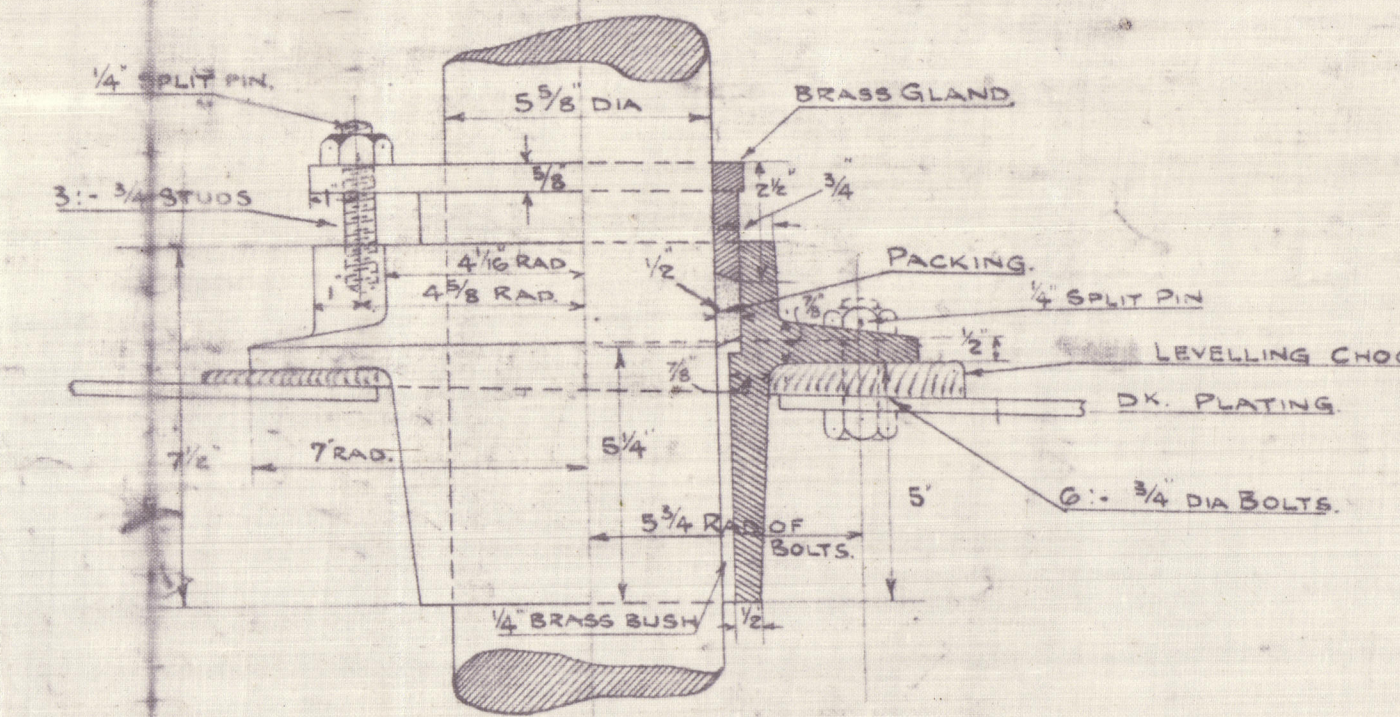 1/4" SPLIT PIN.
5 5/8" DIA
BRASS GLAND
5/8"
2 1/2"
3/4"
3:- 3/4 STUDS
1"
4 1/16 RAD
1/2"
PACKING.
1"
4 5/8 RAD.
1/4" SPLIT PIN
7/8"
1/2"
LEVELLING CHOC
7/8
DK. PLATING.
7 1/2"
7" RAD.
5 1/4"
5"
6:- 3/4" DIA BOLTS.
5 3/4 RAD OF
BOLTS.
1/4" BRASS BUSH
1/2"